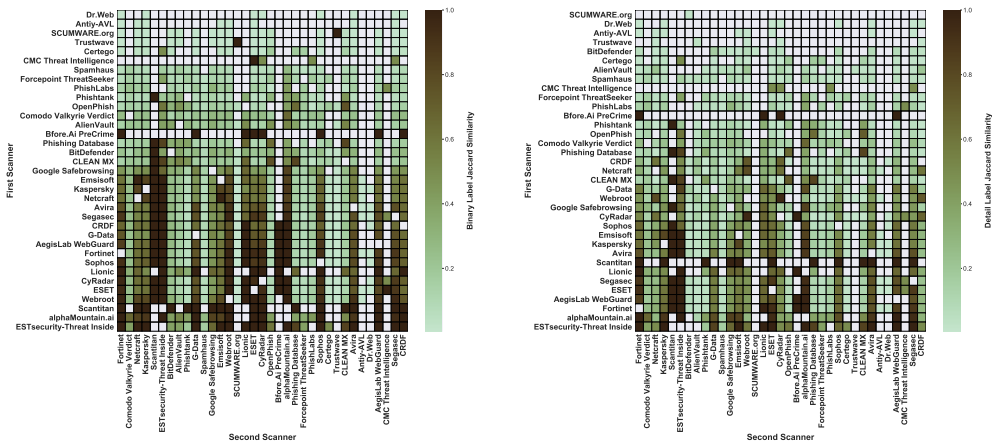 Dr.Web
Antiy-AVL
SCUMWARE.org
Trustwave
Certego
CMC Threat Intelligence
Spamhaus
Forcepoint ThreatSeeker
PhishLabs
Phishtank
OpenPhish
Comodo Valkyrie Verdict
AlienVault
Bfore.Ai PreCrime
Phishing Database
BitDefender
CLEAN MX
Google Safebrowsing
Emsisoft
Kaspersky
Netcraft
Avira
Segasec
CRDF
G-Data
AegisLab WebGuard
Fortinet
Sophos
Lionic
CyRadar
ESET
Webroot
Scantitan
alphaMountain.ai
ESTsecurity-Threat Inside
First Scanner
Fortinet
Comodo Valkyrie Verdict
Netcraft
Kaspersky
Scantitan
ESTsecurity-Threat Inside
BitDefender
AlienVault
Phishtank
G-Data
Spamhaus
Google Safebrowsing
Emsisoft
Webroot
SCUMWARE.org
Lionic
ESET
CyRadar
OpenPhish
Bfore.Ai PreCrime
alphaMountain.ai
Phishing Database
Forcepoint ThreatSeeker
PhishLabs
Sophos
Certego
Trustwave
CLEAN MX
Avira
Antiy-AVL
Dr.Web
AegisLab WebGuard
CMC Threat Intelligence
Segasec
CRDF
Second Scanner
1.0
0.8
0.6
0.4
0.2
Binary Label Jaccard Similarity
SCUMWARE.org
Dr.Web
Antiy-AVL
Trustwave
BitDefender
Certego
AlienVault
Spamhaus
CMC Threat Intelligence
Forcepoint ThreatSeeker
PhishLabs
Bfore.Ai PreCrime
Phishtank
OpenPhish
Comodo Valkyrie Verdict
Phishing Database
CRDF
Netcraft
CLEAN MX
G-Data
Webroot
Google Safebrowsing
CyRadar
Sophos
Emsisoft
Kaspersky
Avira
Scantitan
Lionic
Segasec
ESET
AegisLab WebGuard
Fortinet
alphaMountain.ai
ESTsecurity-Threat Inside
First Scanner
Fortinet
Comodo Valkyrie Verdict
Netcraft
Kaspersky
Scantitan
ESTsecurity-Threat Inside
BitDefender
AlienVault
Phishtank
G-Data
Spamhaus
Google Safebrowsing
Emsisoft
Webroot
SCUMWARE.org
Lionic
ESET
CyRadar
OpenPhish
Bfore.Ai PreCrime
alphaMountain.ai
Phishing Database
Forcepoint ThreatSeeker
PhishLabs
Sophos
Certego
Trustwave
CLEAN MX
Avira
Antiy-AVL
Dr.Web
AegisLab WebGuard
CMC Threat Intelligence
Segasec
CRDF
Second Scanner
1.0
0.8
0.6
0.4
0.2
Detail Label Jaccard Similarity